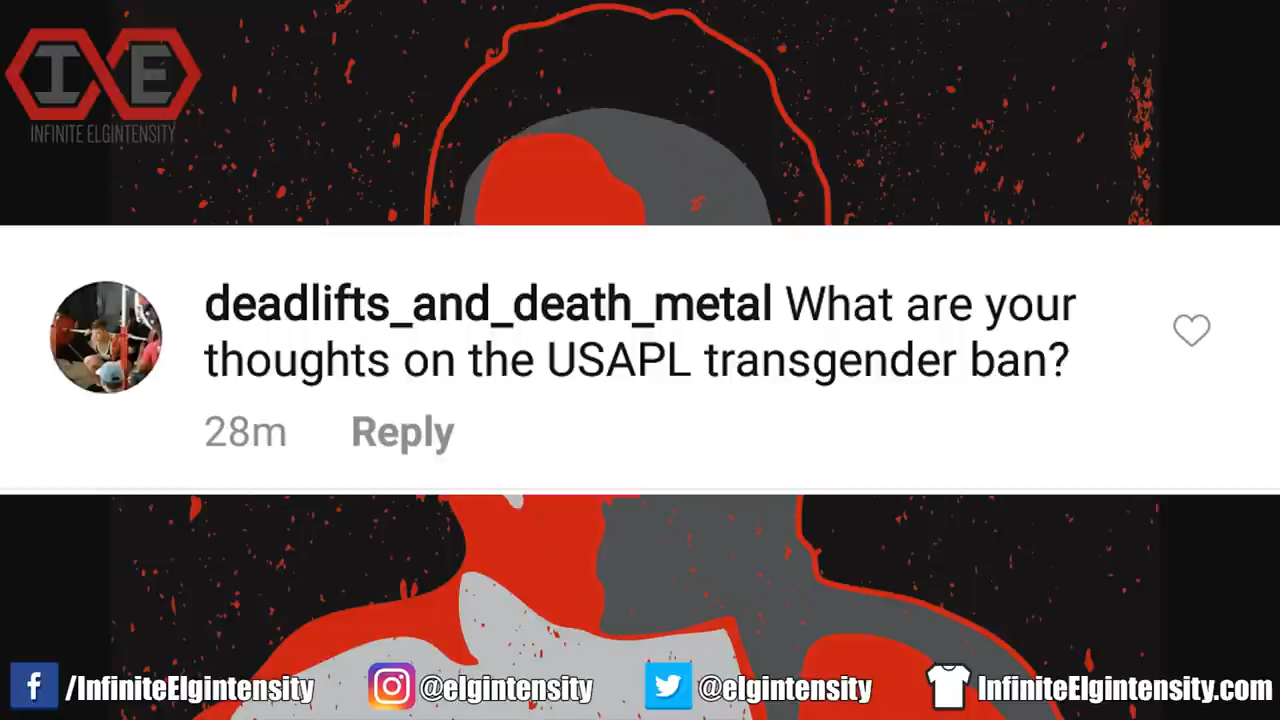 IE
INFINITE ELGINTENSITY
deadlifts_and_death_metal What are your
thoughts on the USAPL transgender ban?
28m Reply
/InfiniteElgintensity @elgintensity @elgintensity InfiniteElgintensity.com